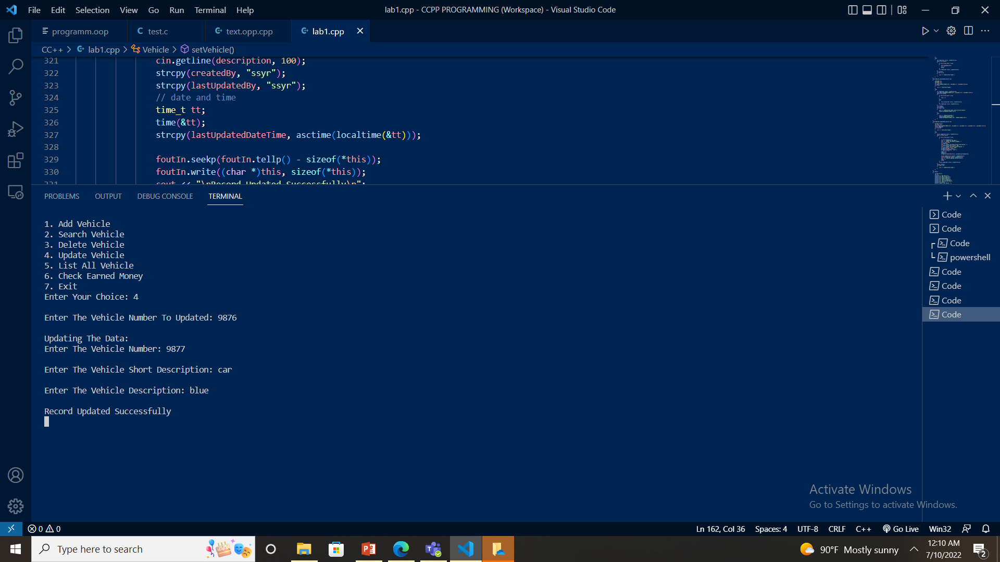 File Edit Selection View Go Run Terminal Help
lab1.cpp - CCPP PROGRAMMING (Workspace) - Visual Studio Code
programm.oop
test.c
text.opp.cpp
lab1.cpp
CC++ > lab1.cpp > Vehicle > setVehicle()
321 cin.getline(description, 100);
322 strcpy(createdBy, "ssyr");
323 strcpy(lastUpdatedBy, "ssyr");
324 // date and time
325 time_t tt;
326 time(&tt);
327 strcpy(lastUpdatedDateTime, asctime(localtime(&tt)));
328
329 foutIn.seekp(foutIn.tellp() - sizeof(*this));
330 foutIn.write((char *)this, sizeof(*this));
331 cout << "\nRecord Updated Successfully\n";
PROBLEMS OUTPUT DEBUG CONSOLE TERMINAL
1. Add Vehicle
2. Search Vehicle
3. Delete Vehicle
4. Update Vehicle
5. List All Vehicle
6. Check Earned Money
7. Exit
Enter Your Choice: 4
Enter The Vehicle Number To Updated: 9876
Updating The Data:
Enter The Vehicle Number: 9877
Enter The Vehicle Short Description: car
Enter The Vehicle Description: blue
Record Updated Successfully
Code
Code
Code
powershell
Code
Code
Code
Code
Activate Windows
Go to Settings to activate Windows.
0 0
Ln 162, Col 36 Spaces: 4 UTF-8 CRLF C++ Go Live Win32
Type here to search
90°F Mostly sunny
12:10 AM
7/10/2022
2